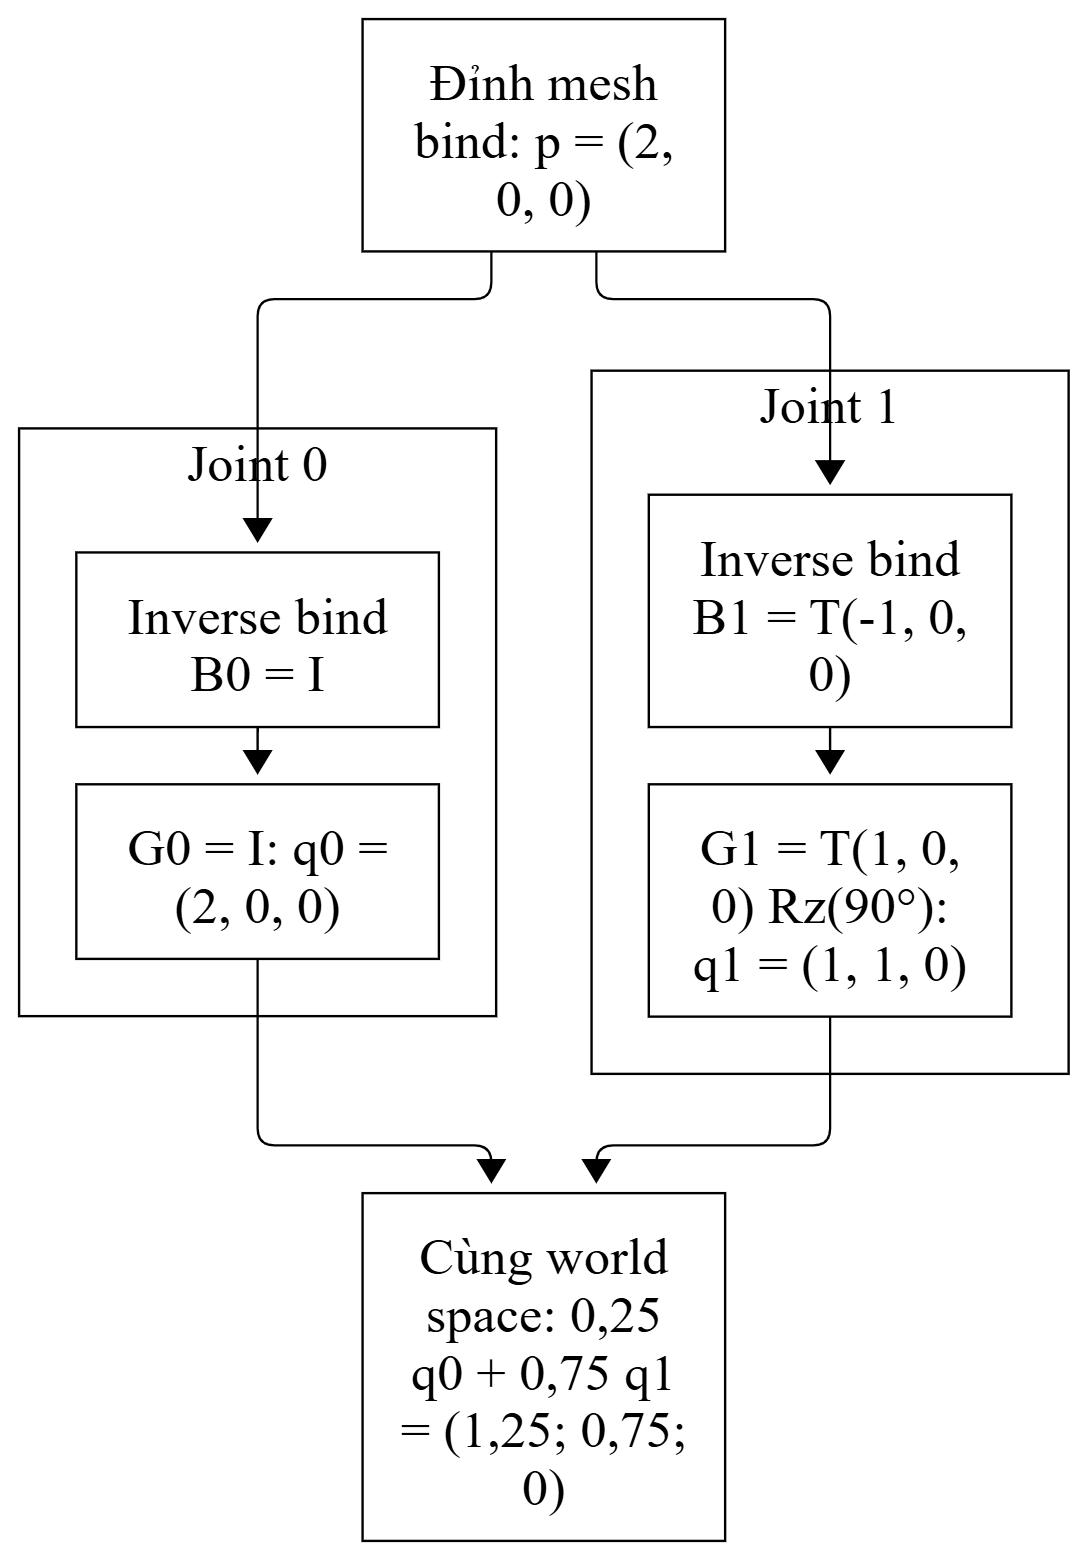 Đỉnh mesh
bind: p = (2,
0, 0)
Joint 0
Inverse bind
B0 = I
G0 = I: q0 =
(2, 0, 0)
Joint 1
Inverse bind
B1 = T(-1, 0,
0)
G1 = T(1, 0,
0) Rz(90°):
q1 = (1, 1, 0)
Cùng world
space: 0,25
q0 + 0,75 q1
= (1,25; 0,75;
0)